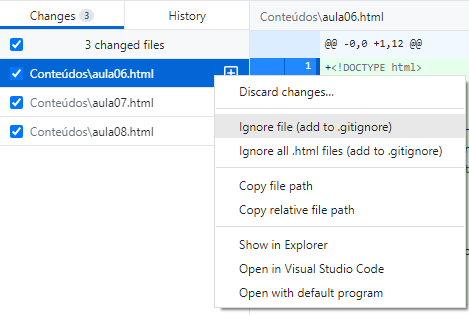 Changes 3 History
Conteúdos\aula06.html
3 changed files
@@ -0,0 +1,12 @@
Conteúdos\aula06.html
1 +<!DOCTYPE html>
Discard changes...
Conteúdos\aula07.html
Ignore file (add to .gitignore)
Conteúdos\aula08.html
Ignore all .html files (add to .gitignore)
Copy file path
Copy relative file path
Show in Explorer
Open in Visual Studio Code
Open with default program